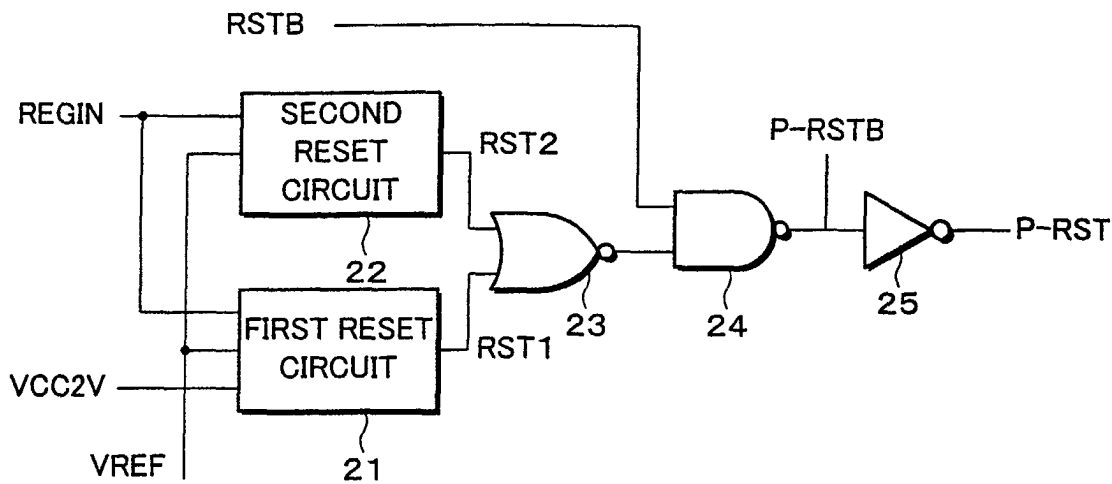 RSTB
REGIN
SECOND
RESET
CIRCUIT
RST2
P-RSTB
P-RST
22
23
24
25
FIRST RESET
CIRCUIT
RST1
VCC2V
VREF
21